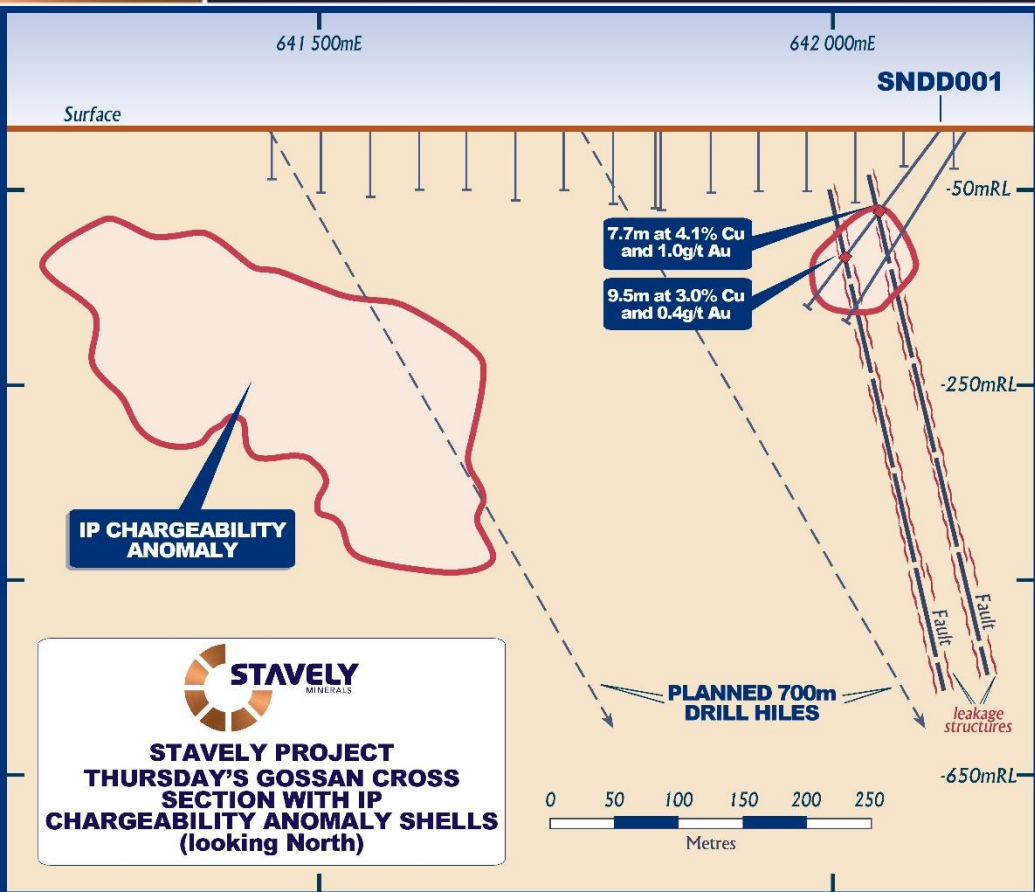 641 500mE
642 000mE
SNDD001
Surface
-50mRL
7.7m at 4.1% Cu
and 1.0g/t Au
9.5m at 3.0% Cu
and 0.4g/t Au
-250mRL
IP CHARGEABILITY
ANOMALY
Fault
Fault
PLANNED 700m
DRILL HILES
leakage
structures
-650mRL
STAVELY
MINERALS
STAVELY PROJECT
THURSDAY'S GOSSAN CROSS
SECTION WITH IP
CHARGEABILITY ANOMALY SHELLS
(looking North)
0 50 100 150 200 250
Metres